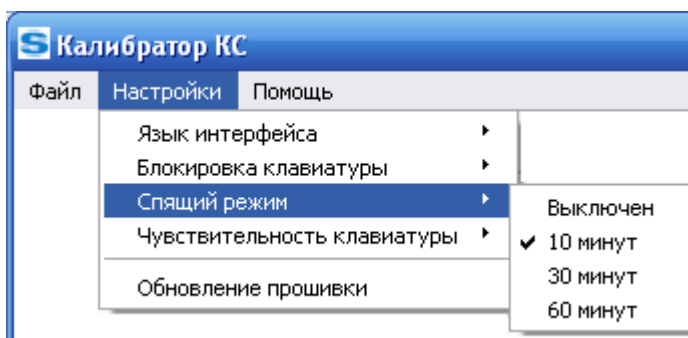 S Калибратор КС
Файл Настройки Помощь
Язык интерфейса
Блокировка клавиатуры
Спящий режим
Чувствительность клавиатуры
Обновление прошивки
Выключен
10 минут
30 минут
60 минут